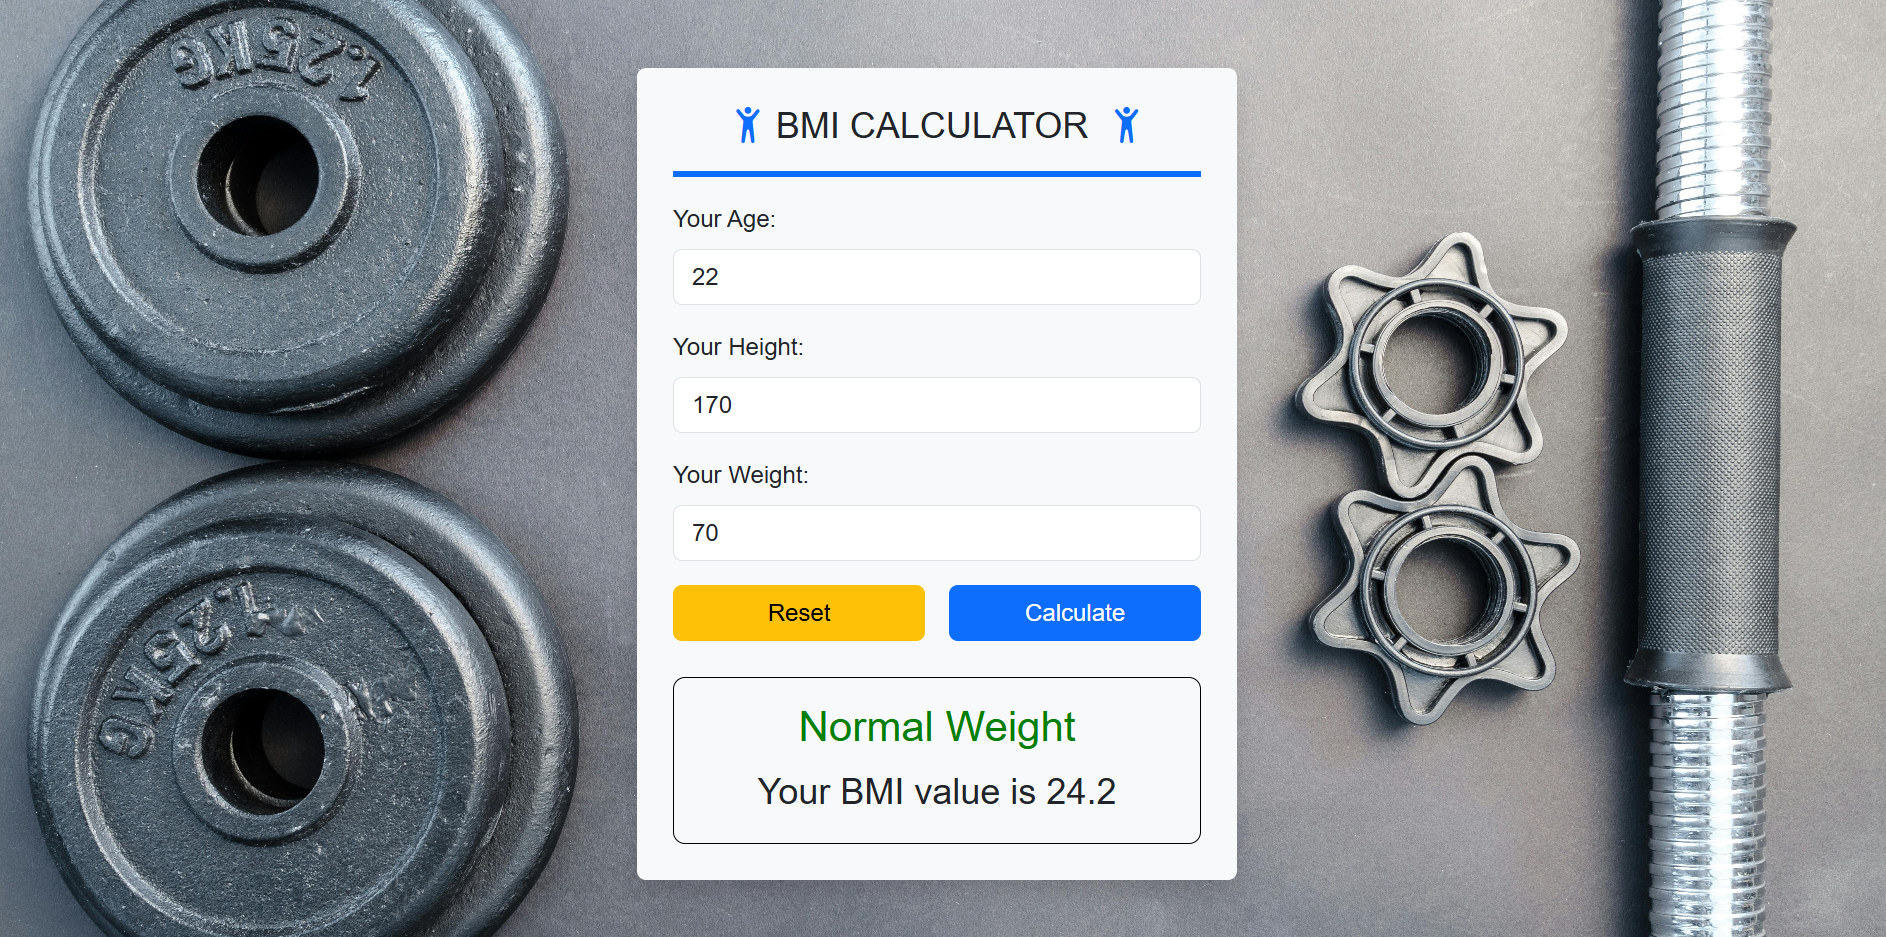 1.25KG
BMI CALCULATOR
Your Age:
22
Your Height:
170
Your Weight:
70
Reset
Calculate
Normal Weight
Your BMI value is 24.2
1.25KG